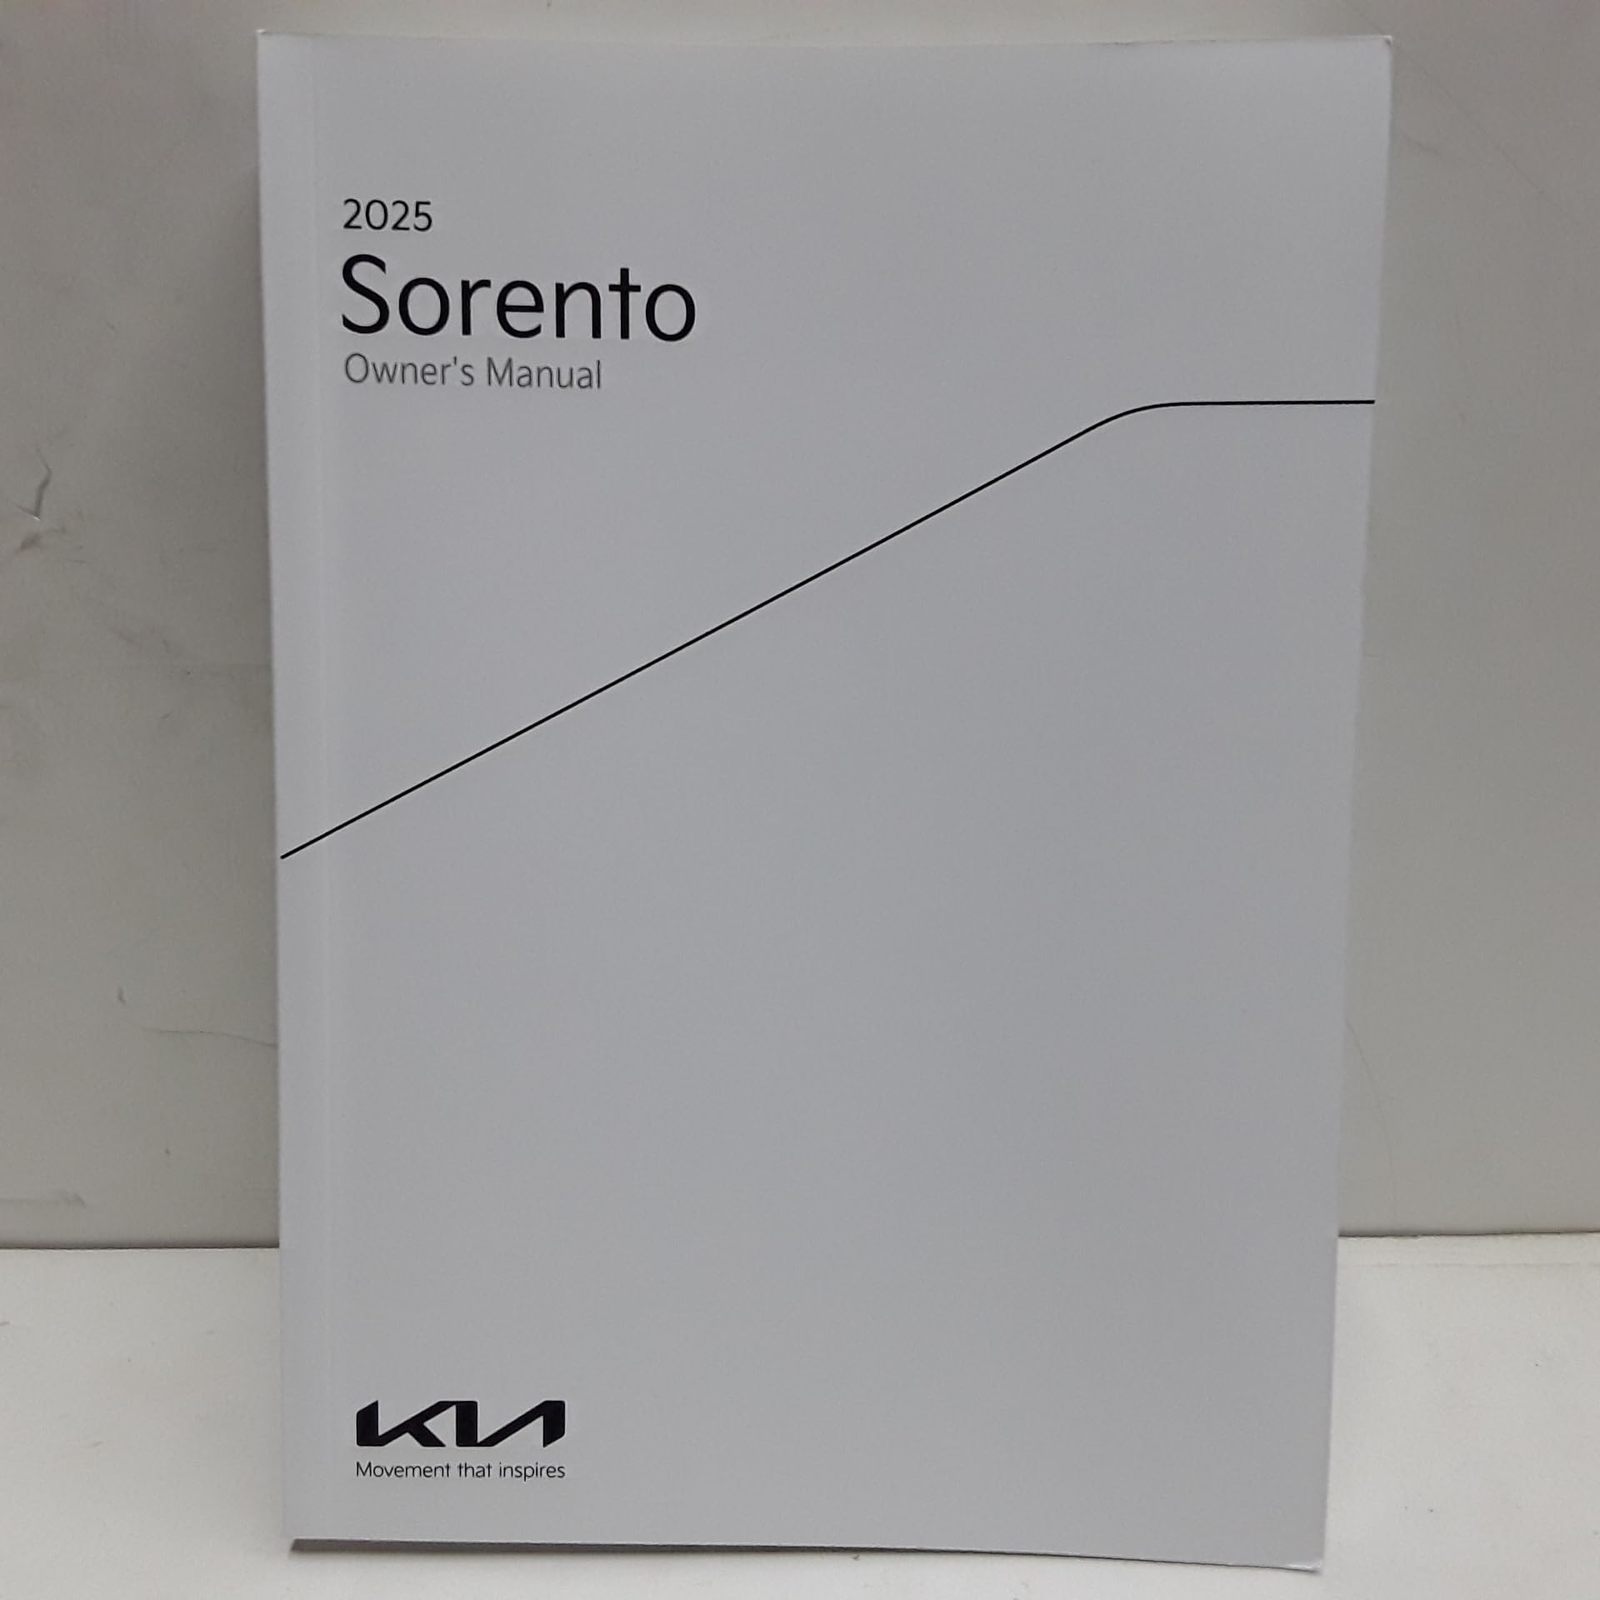 2025
Sorento
Owner's Manual
KIA
Movement that inspires